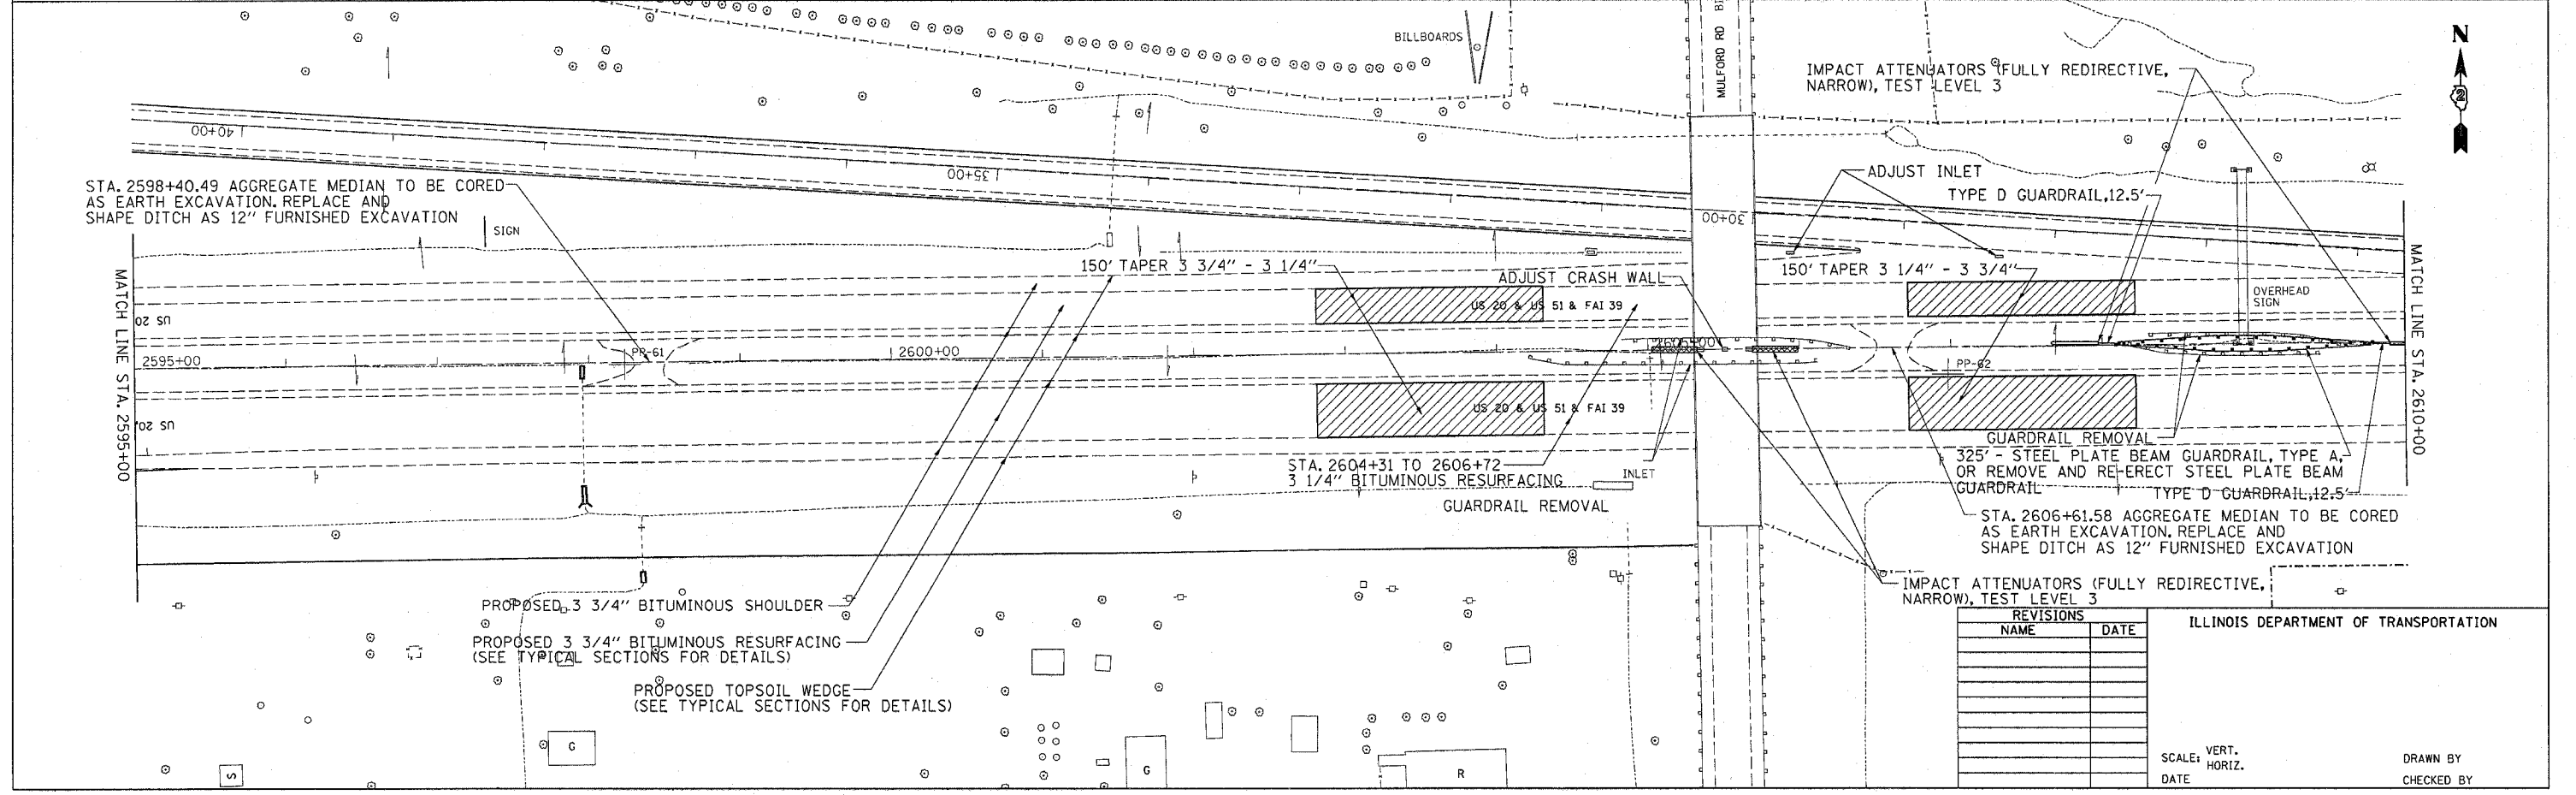 BILLBOARDS
MULFORD RD
N
2
IMPACT ATTENUATORS (FULLY REDIRECTIVE,
NARROW), TEST LEVEL 3
40+00
35+00
30+00
ADJUST INLET
TYPE D GUARDRAIL,12.5'
STA. 2598+40.49 AGGREGATE MEDIAN TO BE CORED
AS EARTH EXCAVATION. REPLACE AND
SHAPE DITCH AS 12" FURNISHED EXCAVATION
SIGN
150' TAPER 3 3/4" - 3 1/4"
ADJUST CRASH WALL
150' TAPER 3 1/4" - 3 3/4"
OVERHEAD
SIGN
MATCH LINE STA. 2595+00
MATCH LINE STA. 2610+00
US 20
US 20 & US 51 & FAI 39
2595+00
PP-61
2600+00
2605+00
PP-62
US 20
US 20 & US 51 & FAI 39
STA. 2604+31 TO 2606+72
3 1/4" BITUMINOUS RESURFACING
INLET
GUARDRAIL REMOVAL
GUARDRAIL REMOVAL
325' - STEEL PLATE BEAM GUARDRAIL, TYPE A,
OR REMOVE AND RE-ERECT STEEL PLATE BEAM
GUARDRAIL
TYPE D GUARDRAIL,12.5'
STA. 2606+61.58 AGGREGATE MEDIAN TO BE CORED
AS EARTH EXCAVATION. REPLACE AND
SHAPE DITCH AS 12" FURNISHED EXCAVATION
IMPACT ATTENUATORS (FULLY REDIRECTIVE,
NARROW), TEST LEVEL 3
PROPOSED 3 3/4" BITUMINOUS SHOULDER
PROPOSED 3 3/4" BITUMINOUS RESURFACING
(SEE TYPICAL SECTIONS FOR DETAILS)
PROPOSED TOPSOIL WEDGE
(SEE TYPICAL SECTIONS FOR DETAILS)
S
G
G
R
REVISIONS
NAME DATE
ILLINOIS DEPARTMENT OF TRANSPORTATION
SCALE: VERT.
HORIZ.
DATE
DRAWN BY
CHECKED BY